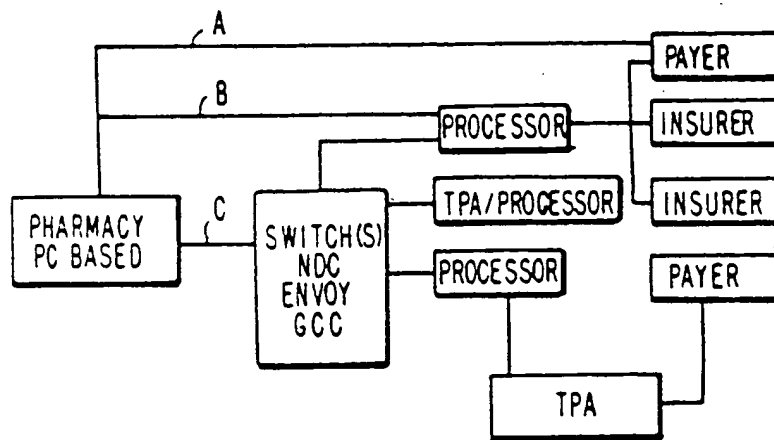 A
PAYER
B
PROCESSOR
INSURER
PHARMACY
PC BASED
C
SWITCH(S)
NDC
ENVOY
GCC
TPA/PROCESSOR
INSURER
PROCESSOR
PAYER
TPA